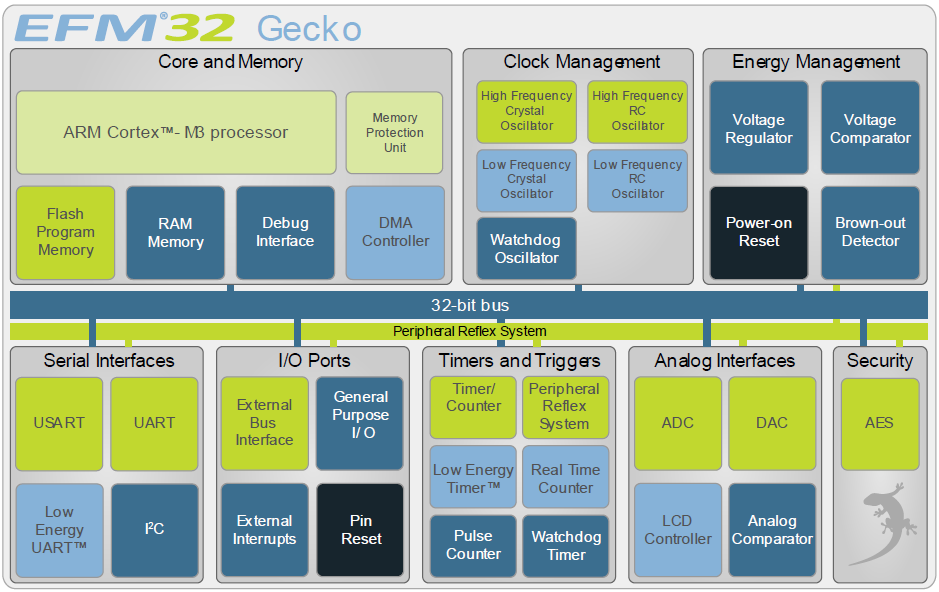 EFM®32 Gecko
Core and Memory
ARM Cortex™- M3 processor
Memory
Protection
Unit
Flash
Program
Memory
RAM
Memory
Debug
Interface
DMA
Controller
Clock Management
High Frequency
Crystal
Oscillator
High Frequency
RC
Oscillator
Low Frequency
Crystal
Oscillator
Low Frequency
RC
Oscillator
Watchdog
Oscillator
Energy Management
Voltage
Regulator
Voltage
Comparator
Power-on
Reset
Brown-out
Detector
32-bit bus
Peripheral Reflex System
Serial Interfaces
USART
UART
Low
Energy
UART™
I²C
I/O Ports
External
Bus
Interface
General
Purpose
I/ O
External
Interrupts
Pin
Reset
Timers and Triggers
Timer/
Counter
Peripheral
Reflex
System
Low Energy
Timer™
Real Time
Counter
Pulse
Counter
Watchdog
Timer
Analog Interfaces
ADC
DAC
LCD
Controller
Analog
Comparator
Security
AES